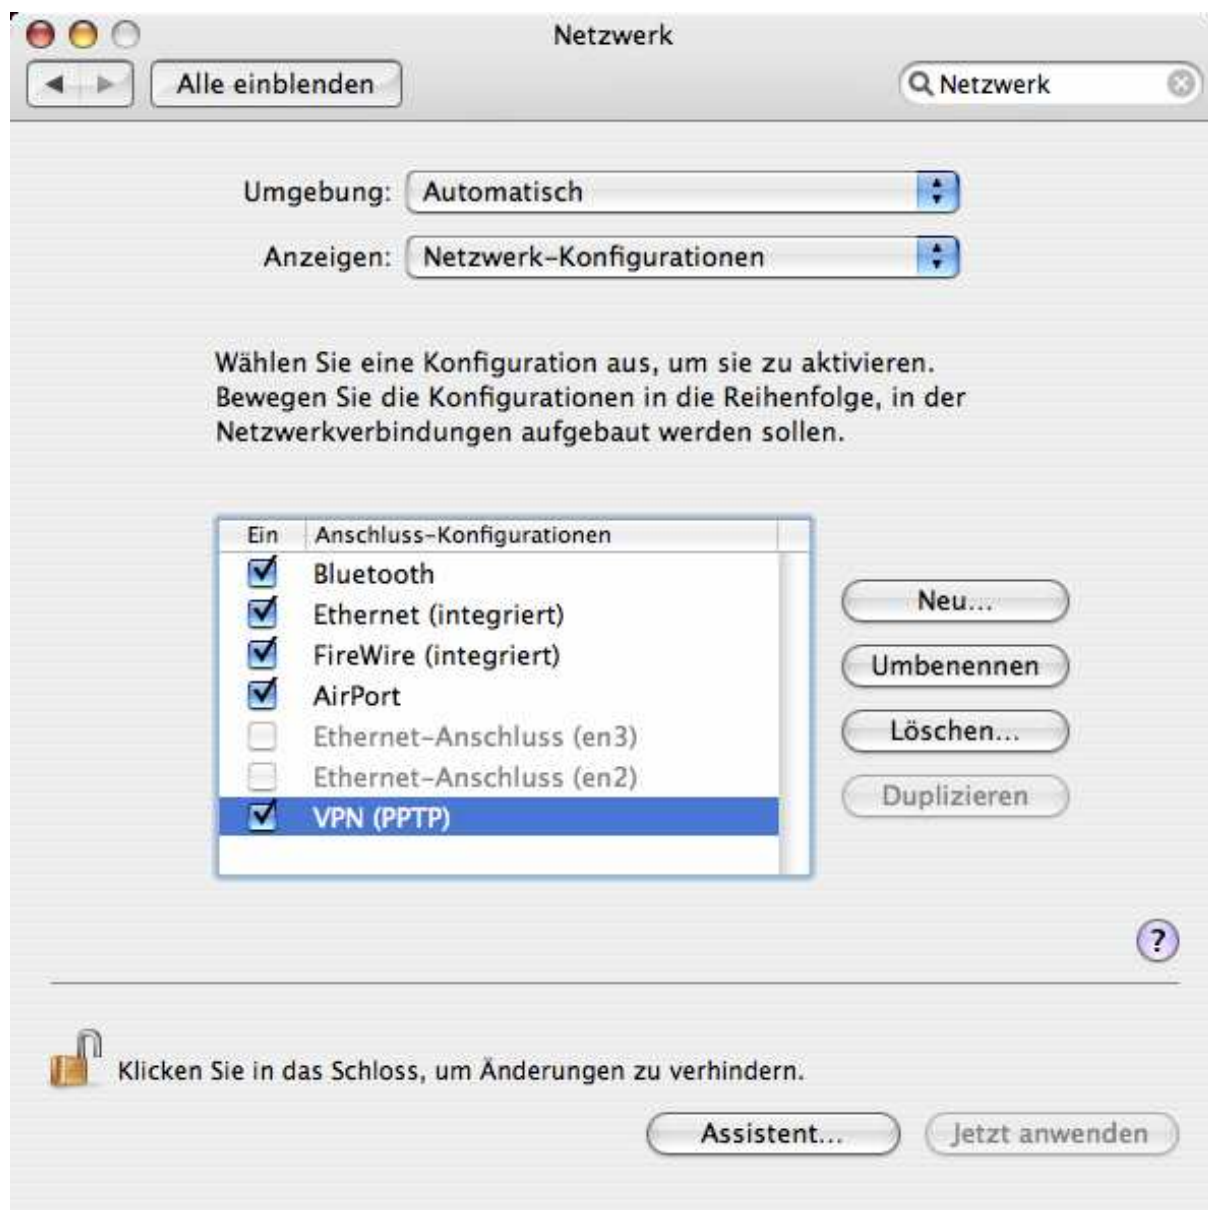 Netzwerk
Alle einblenden
Netzwerk
Umgebung: Automatisch
Anzeigen: Netzwerk-Konfigurationen
Wählen Sie eine Konfiguration aus, um sie zu aktivieren.
Bewegen Sie die Konfigurationen in die Reihenfolge, in der
Netzwerkverbindungen aufgebaut werden sollen.
Ein Anschluss-Konfigurationen
Bluetooth
Ethernet (integriert)
FireWire (integriert)
AirPort
Ethernet-Anschluss (en3)
Ethernet-Anschluss (en2)
VPN (PPTP)
Neu...
Umbenennen
Löschen...
Duplizieren
?
Klicken Sie in das Schloss, um Änderungen zu verhindern.
Assistent...
Jetzt anwenden